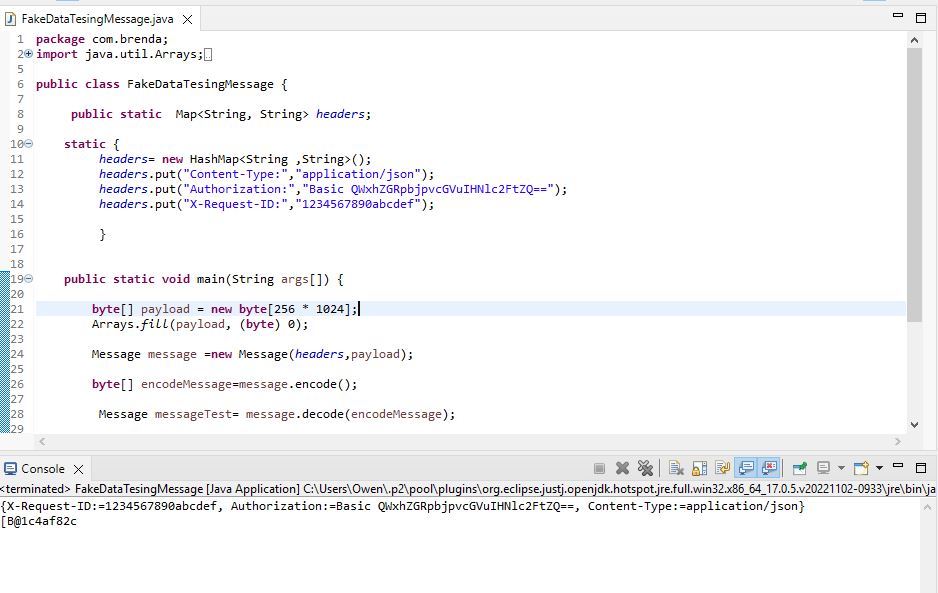 FakeDataTesingMessage.java
1 package com.brenda;
2 import java.util.Arrays;
5
6 public class FakeDataTesingMessage {
7
8 public static Map<String, String> headers;
9
10 static {
11 headers= new HashMap<String ,String>();
12 headers.put("Content-Type:","application/json");
13 headers.put("Authorization:","Basic QWxhZGRpbjpvcGVuIHNlc2FtZQ==");
14 headers.put("X-Request-ID:","1234567890abcdef");
15
16 }
17
18
19 public static void main(String args[]) {
20
21 byte[] payload = new byte[256 * 1024];
22 Arrays.fill(payload, (byte) 0);
23
24 Message message =new Message(headers,payload);
25
26 byte[] encodeMessage=message.encode();
27
28 Message messageTest= message.decode(encodeMessage);
29
Console
<terminated> FakeDataTesingMessage [Java Application] C:\Users\Owen\.p2\pool\plugins\org.eclipse.justj.openjdk.hotspot.jre.full.win32.x86_64_17.0.5.v20221102-0933\jre\bin\ja
{X-Request-ID:=1234567890abcdef, Authorization:=Basic QWxhZGRpbjpvcGVuIHNlc2FtZQ==, Content-Type:=application/json}
[B@1c4af82c